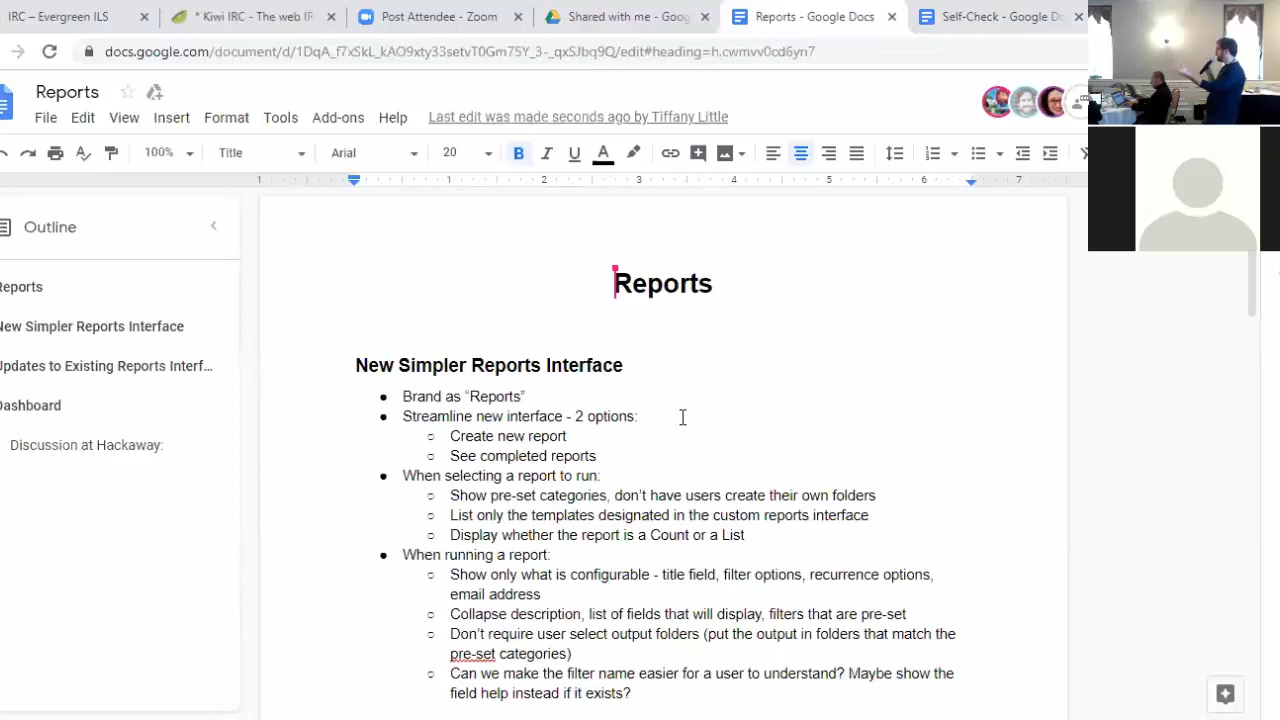 IRC – Evergreen ILS
* Kiwi IRC - The web IR
Post Attendee - Zoom
Shared with me - Goog
Reports - Google Docs
Self-Check - Google Do
docs.google.com/document/d/1DqA_f7xSkL_kAO9xty33setvT0Gm75Y_3-_qxSJbq9Q/edit#heading=h.cwmvv0cd6yn7
Reports
File Edit View Insert Format Tools Add-ons Help Last edit was made seconds ago by Tiffany Little
100% Title Arial 20 B I U A
1 1 2 3 4 5 6 7
Outline
Reports
New Simpler Reports Interface
Updates to Existing Reports Interf...
Dashboard
Discussion at Hackaway:
Reports
New Simpler Reports Interface
● Brand as “Reports”
● Streamline new interface - 2 options:
○ Create new report
○ See completed reports
● When selecting a report to run:
○ Show pre-set categories, don’t have users create their own folders
○ List only the templates designated in the custom reports interface
○ Display whether the report is a Count or a List
● When running a report:
○ Show only what is configurable - title field, filter options, recurrence options,
email address
○ Collapse description, list of fields that will display, filters that are pre-set
○ Don’t require user select output folders (put the output in folders that match the
pre-set categories)
○ Can we make the filter name easier for a user to understand? Maybe show the
field help instead if it exists?